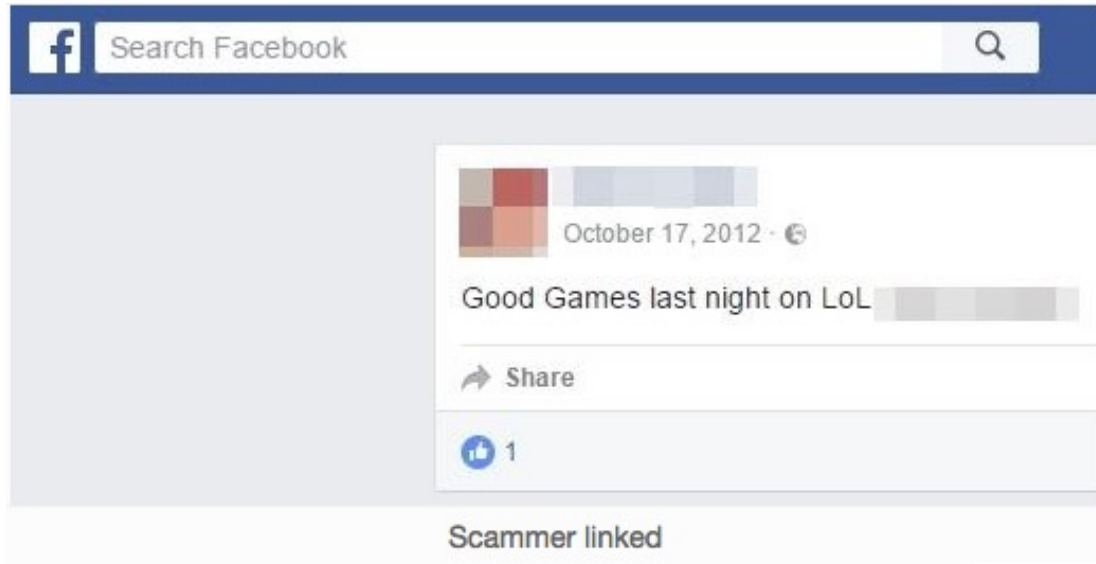 f Search Facebook
October 17, 2012 ·
Good Games last night on LoL
Share
1
Scammer linked